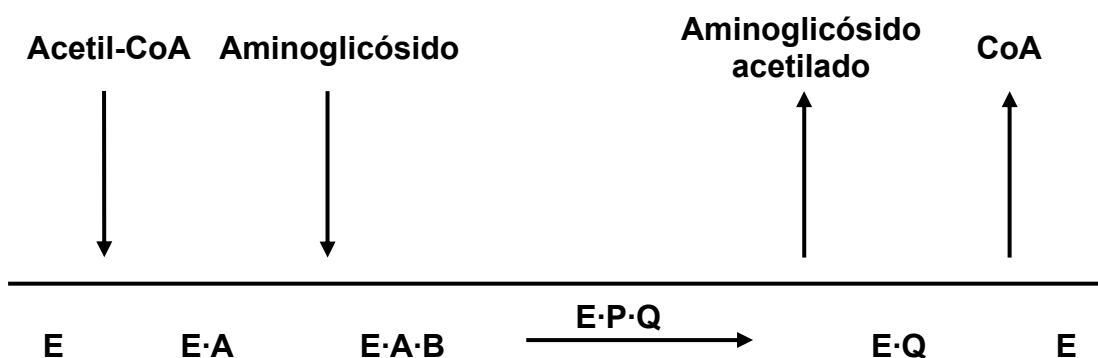 Acetil-CoA
Aminoglicósido
Aminoglicósido
acetilado
CoA
E
E·A
E·A·B
E·P·Q
E·Q
E